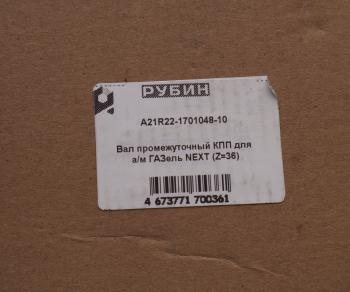 РУБИН
A21R22-1701048-10
Вал промежуточный КПП для
а/м ГАЗель NEXT (Z=36)
4 673771 700361